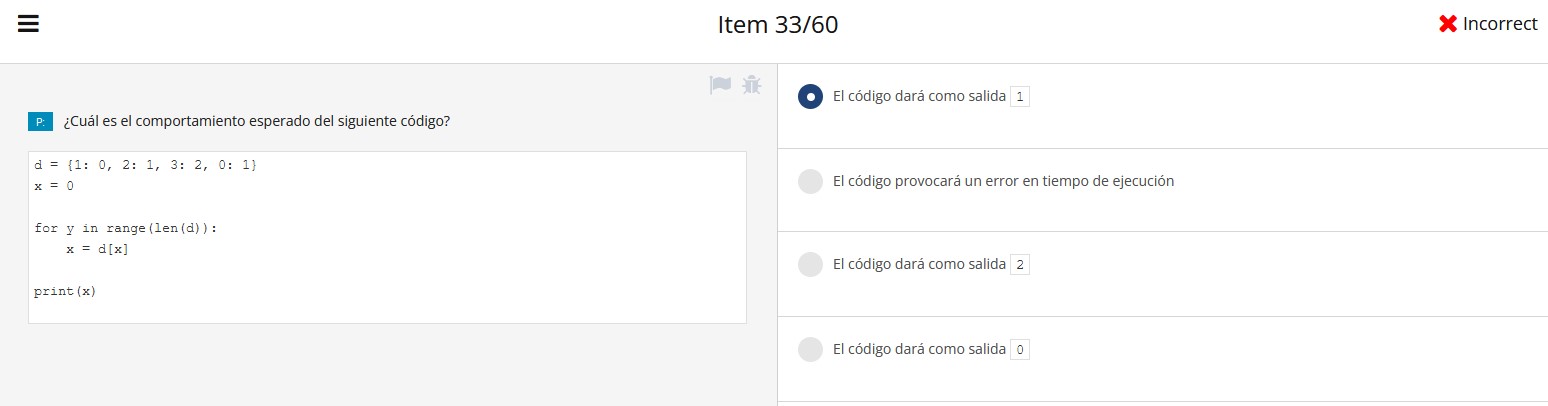 Item 33/60
Incorrect
P:
¿Cuál es el comportamiento esperado del siguiente código?
d = {1: 0, 2: 1, 3: 2, 0: 1}
x = 0
for y in range(len(d)):
    x = d[x]
print(x)
El código dará como salida 1
El código provocará un error en tiempo de ejecución
El código dará como salida 2
El código dará como salida 0